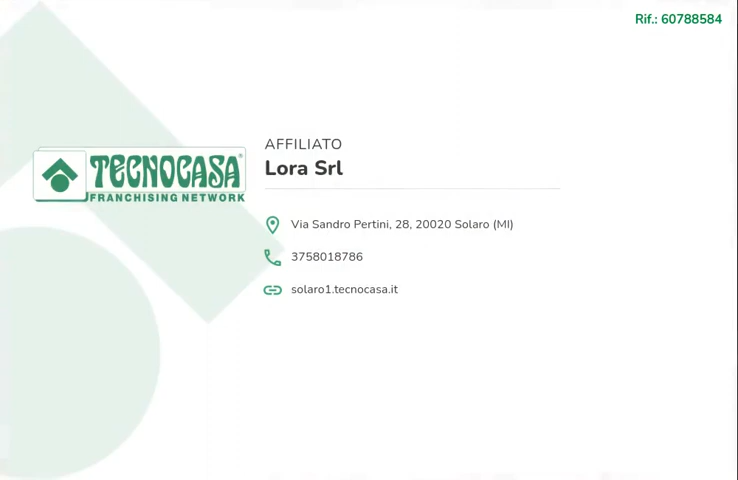 Rif.: 60788584
AFFILIATO
Lora Srl
TECNOCASA®
FRANCHISING NETWORK
Via Sandro Pertini, 28, 20020 Solaro (MI)
3758018786
solaro1.tecnocasa.it